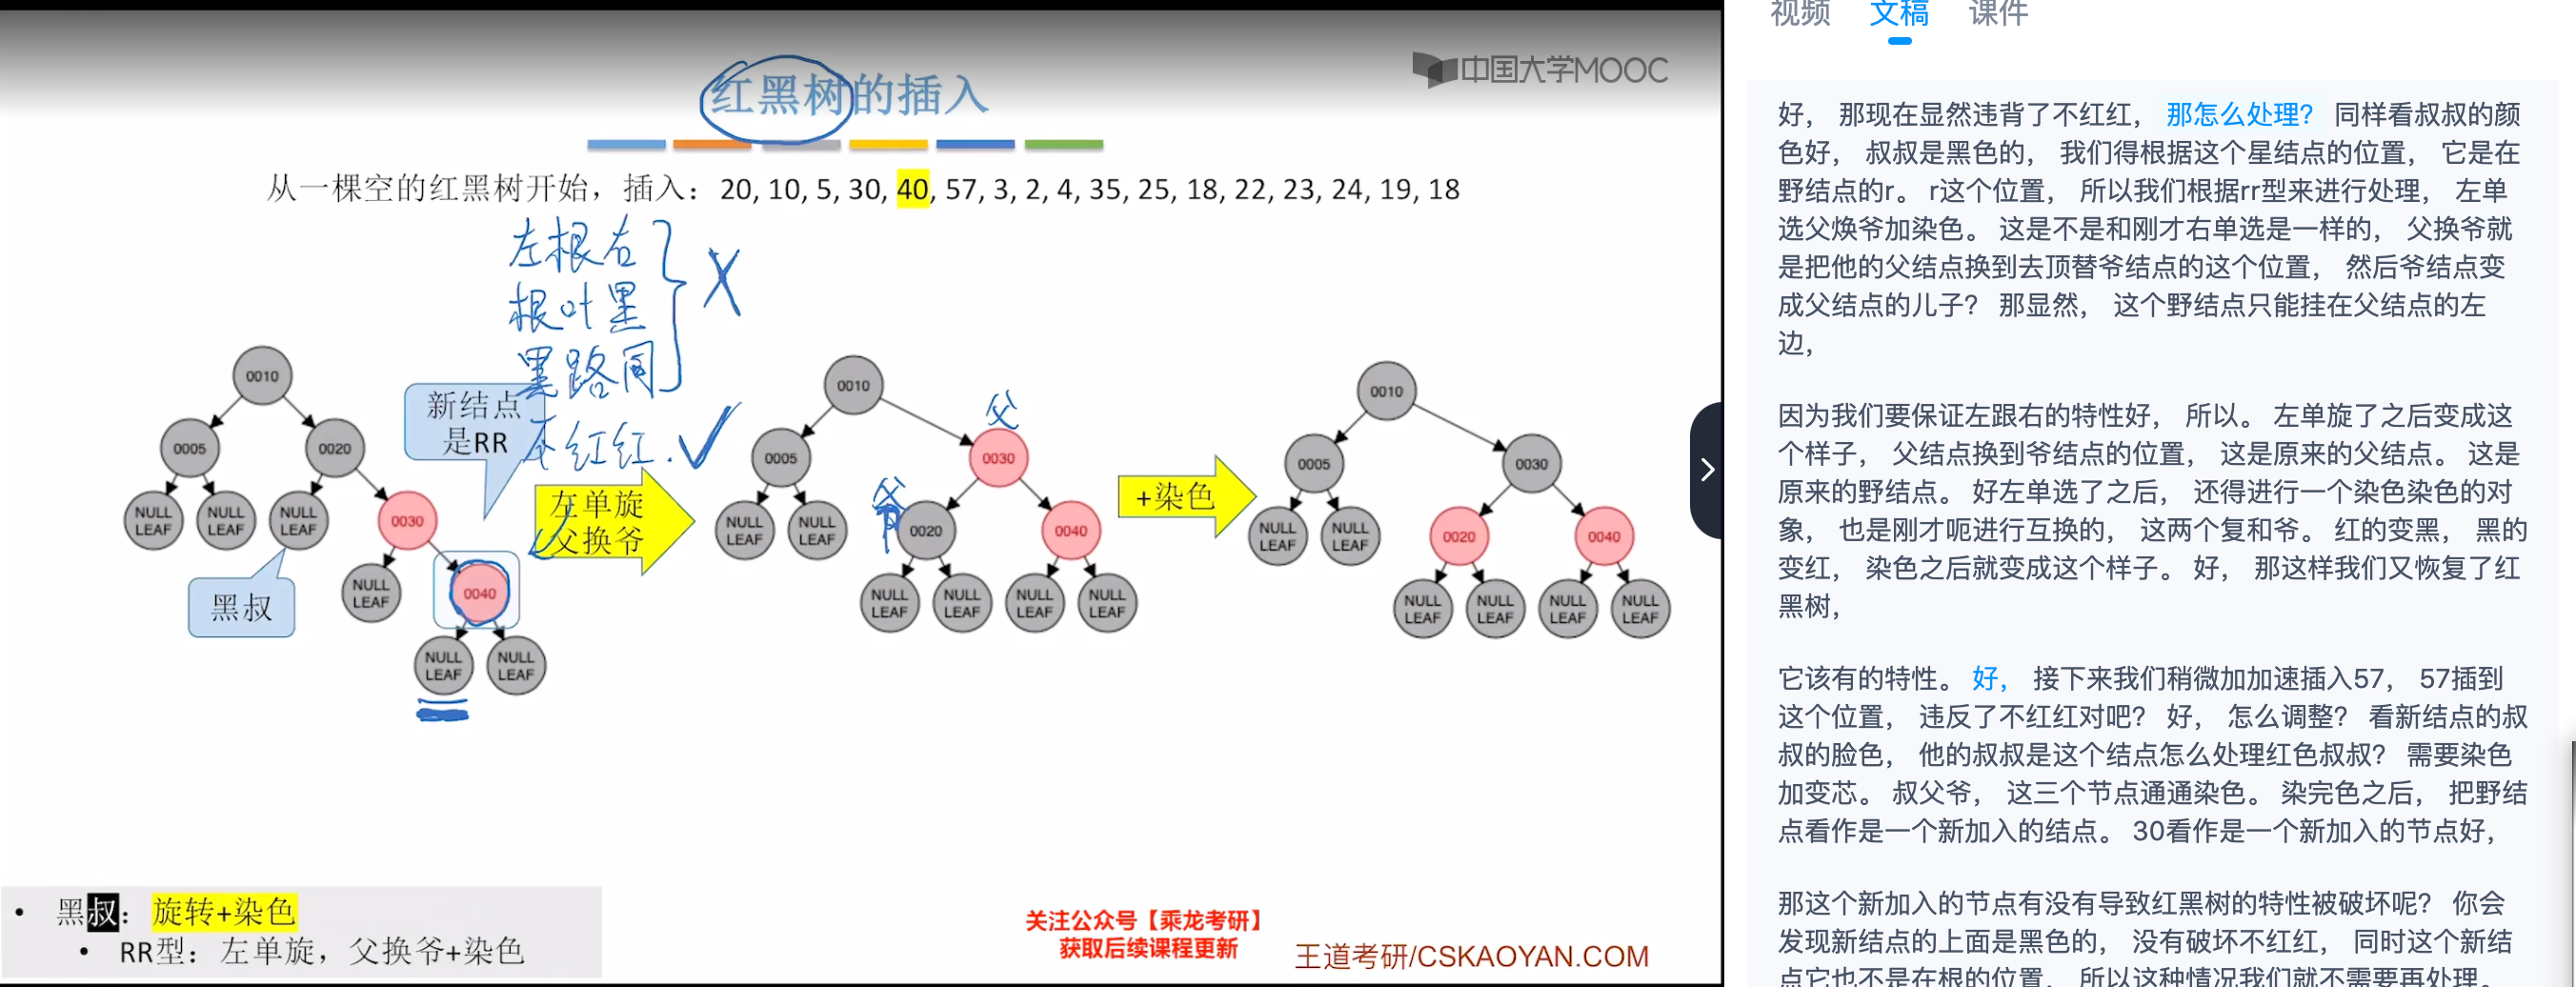 视频 文稿 课件
中国大学MOOC
红黑树的插入
从一棵空的红黑树开始，插入：20, 10, 5, 30, 40, 57, 3, 2, 4, 35, 25, 18, 22, 23, 24, 19, 18
左根右
根叶黑
黑路同
不红红.
X
新结点
是RR
左单旋
父换爷
+染色
黑叔
父
爷
0010
0005
0020
NULL
LEAF
NULL
LEAF
NULL
LEAF
0030
NULL
LEAF
0040
NULL
LEAF
NULL
LEAF
0010
0005
0030
NULL
LEAF
NULL
LEAF
0020
0040
NULL
LEAF
NULL
LEAF
NULL
LEAF
NULL
LEAF
0010
0005
0030
NULL
LEAF
NULL
LEAF
0020
0040
NULL
LEAF
NULL
LEAF
NULL
LEAF
NULL
LEAF
• 黑叔：旋转+染色
• RR型：左单旋，父换爷+染色
关注公众号【乘龙考研】
获取后续课程更新
王道考研/CSKAOYAN.COM
好， 那现在显然违背了不红红， 那怎么处理？ 同样看叔叔的颜
色好， 叔叔是黑色的， 我们得根据这个星结点的位置， 它是在
野结点的r。 r这个位置， 所以我们根据rr型来进行处理， 左单
选父焕爷加染色。 这是不是和刚才右单选是一样的， 父换爷就
是把他的父结点换到去顶替爷结点的这个位置， 然后爷结点变
成父结点的儿子？ 那显然， 这个野结点只能挂在父结点的左
边，
因为我们要保证左跟右的特性好， 所以。 左单旋了之后变成这
个样子， 父结点换到爷结点的位置， 这是原来的父结点。 这是
原来的野结点。 好左单选了之后， 还得进行一个染色染色的对
象， 也是刚才呃进行互换的， 这两个复和爷。 红的变黑， 黑的
变红， 染色之后就变成这个样子。 好， 那这样我们又恢复了红
黑树，
它该有的特性。 好， 接下来我们稍微加加速插入57， 57插到
这个位置， 违反了不红红对吧？ 好， 怎么调整？ 看新结点的叔
叔的脸色， 他的叔叔是这个结点怎么处理红色叔叔？ 需要染色
加变芯。 叔父爷， 这三个节点通通染色。 染完色之后， 把野结
点看作是一个新加入的结点。 30看作是一个新加入的节点好，
那这个新加入的节点有没有导致红黑树的特性被破坏呢？ 你会
发现新结点的上面是黑色的， 没有破坏不红红， 同时这个新结
点它也不是在根的位置， 所以这种情况我们就不需要再处理。